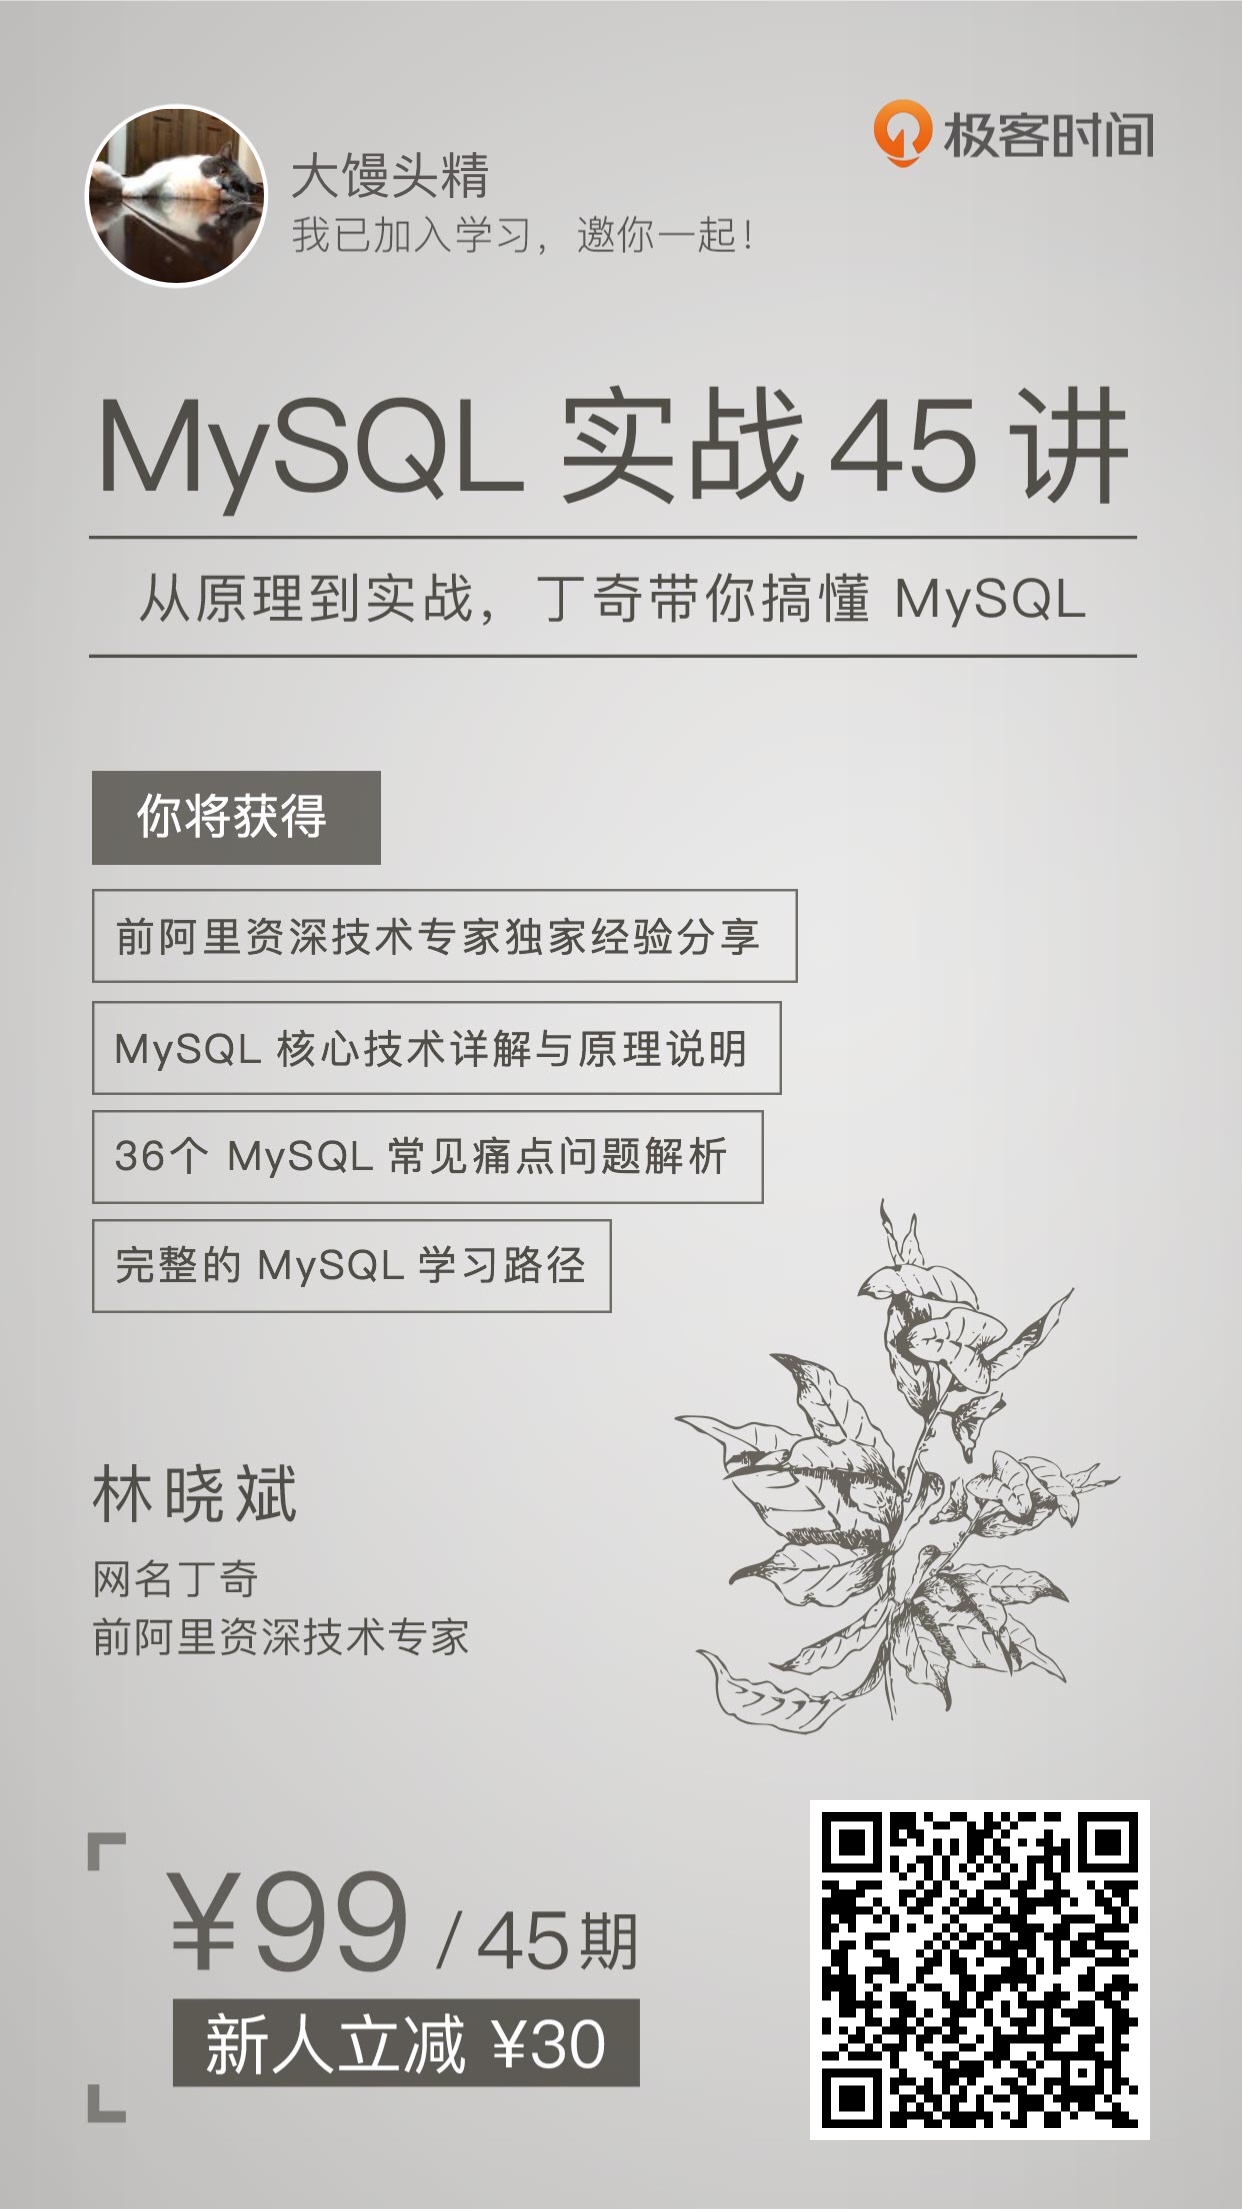 极客时间
大馒头精
我已加入学习，邀你一起！
MySQL 实战 45 讲
从原理到实战，丁奇带你搞懂 MySQL
你将获得
前阿里资深技术专家独家经验分享
MySQL 核心技术详解与原理说明
36个 MySQL 常见痛点问题解析
完整的 MySQL 学习路径
林晓斌
网名丁奇
前阿里资深技术专家
¥99 / 45期
新人立减 ¥30